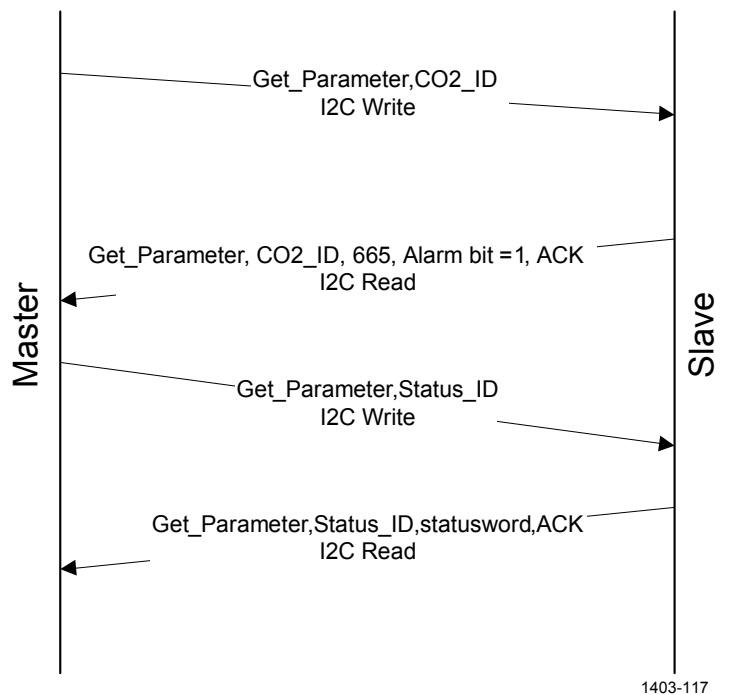 Get_Parameter,CO2_ID
I2C Write
Get_Parameter, CO2_ID, 665, Alarm bit =1, ACK
I2C Read
Master
Slave
Get_Parameter,Status_ID
I2C Write
Get_Parameter,Status_ID,statusword,ACK
I2C Read
1403-117